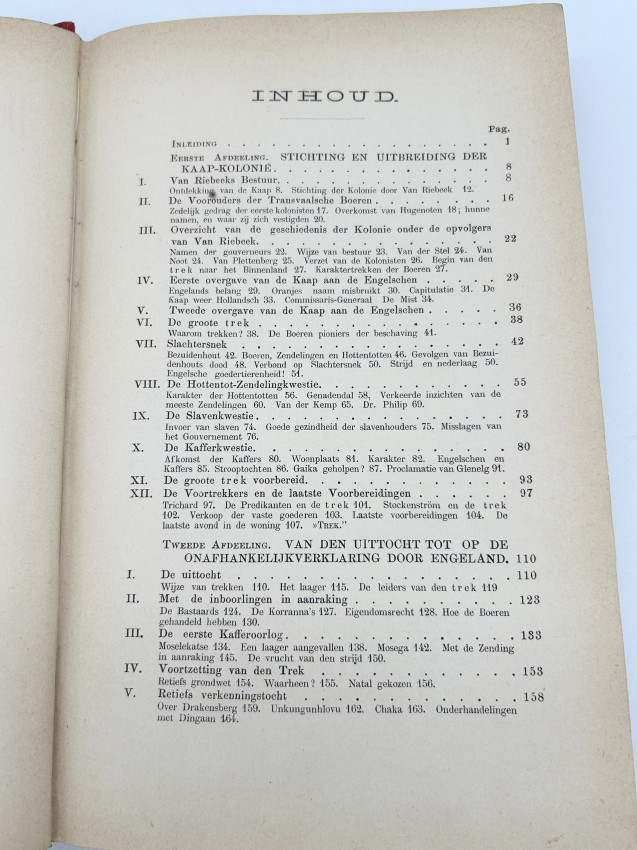 INHOUD.
Pag.
INLEIDING . . . . . . . . . . . . . . . . . . . 1
EERSTE AFDEELING. STICHTING EN UITBREIDING DER
KAAP-KOLONIË. . . . . . . . . . . . . . . . . 8
I. Van Riebeeks Bestuur. . . . . . . . . . . . . . . . 8
Ontdekking van de Kaap 8. Stichting der Kolonie door Van Riebeek 12.
II. De Voorouders der Transvaalsche Boeren . . . . . . . . 16
Zedelijk gedrag der eerste kolonisten 17. Overkomst van Hugenoten 18; hunne
namen, en waar zij zich vestigden 20.
III. Overzicht van de geschiedenis der Kolonie onder de opvolgers
van Van Riebeek. . . . . . . . . . . . . . . . . 22
Namen der gouverneurs 22. Wijze van bestuur 23. Van der Stel 24. Van
Noot 24. Van Plettenberg 25. Verzet van de Kolonisten 26. Begin van den
trek naar het Binnenland 27. Karaktertrekken der Boeren 27.
IV. Eerste overgave van de Kaap aan de Engelschen . . . . . 29
Engelands belang 29. Oranjes naam misbruikt 30. Capitulatie 31. De
Kaap weer Hollandsch 33. Commissaris-Generaal De Mist 34.
V. Tweede overgave van de Kaap aan de Engelschen. . . . . 36
VI. De groote trek . . . . . . . . . . . . . . . . . 38
Waarom trekken? 38. De Boeren pioniers der beschaving 41.
VII. Slachtersnek . . . . . . . . . . . . . . . . . . 42
Bezuidenhout 42. Boeren, Zendelingen en Hottentotten 46. Gevolgen van Bezui-
denhouts dood 48. Verbond op Slachtersnek 50. Strijd en nederlaag 50.
Engelsche goedertierenheid! 51.
VIII. De Hottentot-Zendelingkwestie. . . . . . . . . . . . 55
Karakter der Hottentotten 56. Genadendal 58, Verkeerde inzichten van de
meeste Zendelingen 60. Van der Kemp 65. Dr. Philip 69.
IX. De Slavenkwestie. . . . . . . . . . . . . . . . . 73
Invoer van slaven 74. Goede gezindheid der slavenhouders 75. Misslagen van
het Gouvernement 76.
X. De Kafferkwestie. . . . . . . . . . . . . . . . . 80
Afkomst der Kaffers 80. Woonplaats 81. Karakter 82. Engelschen en
Kaffers 85. Strooptochten 86. Gaika geholpen? 87. Proclamatie van Glenelg 91.
XI. De groote trek voorbereid. . . . . . . . . . . . . . 93
XII. De Voortrekkers en de laatste Voorbereidingen . . . . . 97
Trichard 97. De Predikanten en de trek 101. Stockenström en de trek
102. Verkoop der vaste goederen 103. Laatste voorbereidingen 104. De
laatste avond in de woning 107. »TREK."
TWEEDE AFDEELING. VAN DEN UITTOCHT TOT OP DE
ONAFHANKELIJKVERKLARING DOOR ENGELAND. 110
I. De uittocht . . . . . . . . . . . . . . . . . . 110
Wijze van trekken 110. Het laager 115. De leiders van den trek 119
II. Met de inboorlingen in aanraking . . . . . . . . . . . 123
De Bastaards 124. De Korranna's 127. Eigendomsrecht 128. Hoe de Boeren
gehandeld hebben 130.
III. De eerste Kafferoorlog . . . . . . . . . . . . . . . 133
Moselekatse 134. Een laager aangevallen 138. Mosega 142. Met de Zending
in aanraking 145. De vrucht van den strijd 150.
IV. Voortzetting van den Trek . . . . . . . . . . . . . . 153
Retiefs grondwet 154. Waarheen? 155. Natal gekozen 156.
V. Retiefs verkenningstocht . . . . . . . . . . . . . . 158
Over Drakensberg 159. Unkungunhlovu 162. Chaka 163. Onderhandelingen
met Dingaan 164.